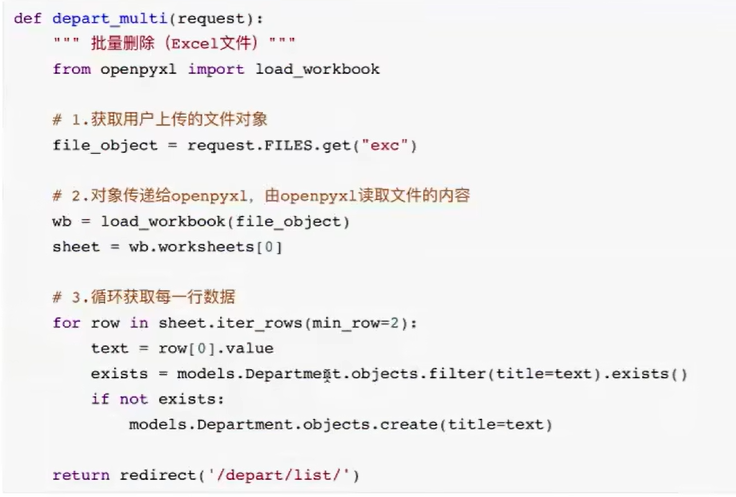 def depart_multi(request):
    """ 批量删除（Excel文件）"""
    from openpyxl import load_workbook

    # 1.获取用户上传的文件对象
    file_object = request.FILES.get("exc")

    # 2.对象传递给openpyxl，由openpyxl读取文件的内容
    wb = load_workbook(file_object)
    sheet = wb.worksheets[0]

    # 3.循环获取每一行数据
    for row in sheet.iter_rows(min_row=2):
        text = row[0].value
        exists = models.Department.objects.filter(title=text).exists()
        if not exists:
            models.Department.objects.create(title=text)

    return redirect('/depart/list/')